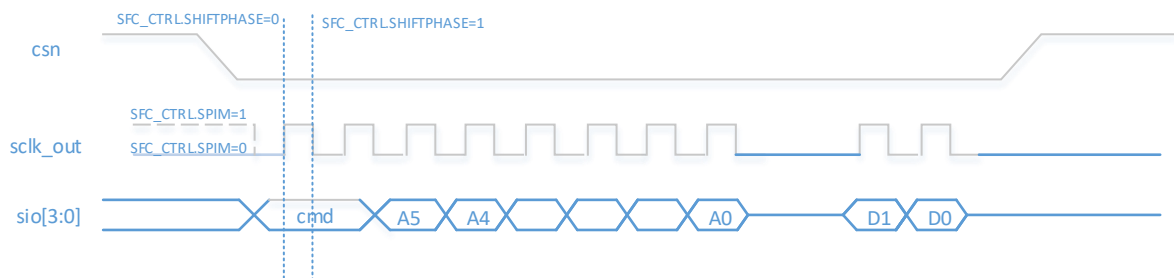 SFC_CTRL.SHIFTPHASE=0
SFC_CTRL.SHIFTPHASE=1
csn
SFC_CTRL.SPIM=1
sclk_out
SFC_CTRL.SPIM=0
sio[3:0]
cmd
A5
A4
A0
D1
D0